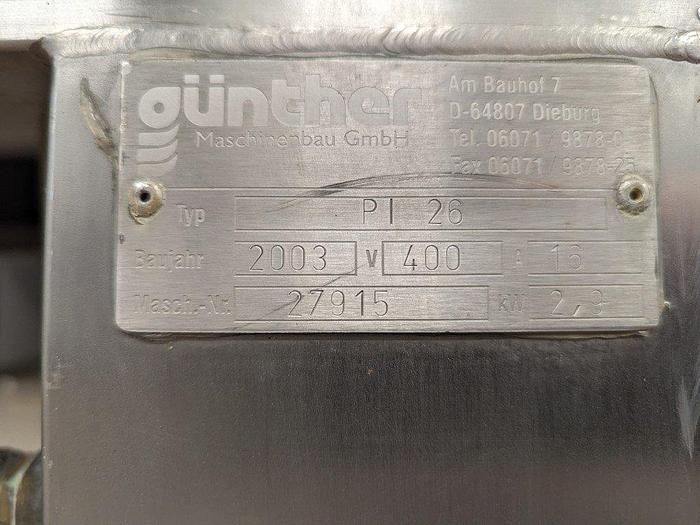 günther
Maschinenbau GmbH
Am Bauhof 7
D-64807 Dieburg
Tel. 06071 / 9878-0
Fax 06071 / 9878-25
Typ PI 26
Baujahr 2003 V 400 A 16
Masch.-Nr. 27915 kW 2,9